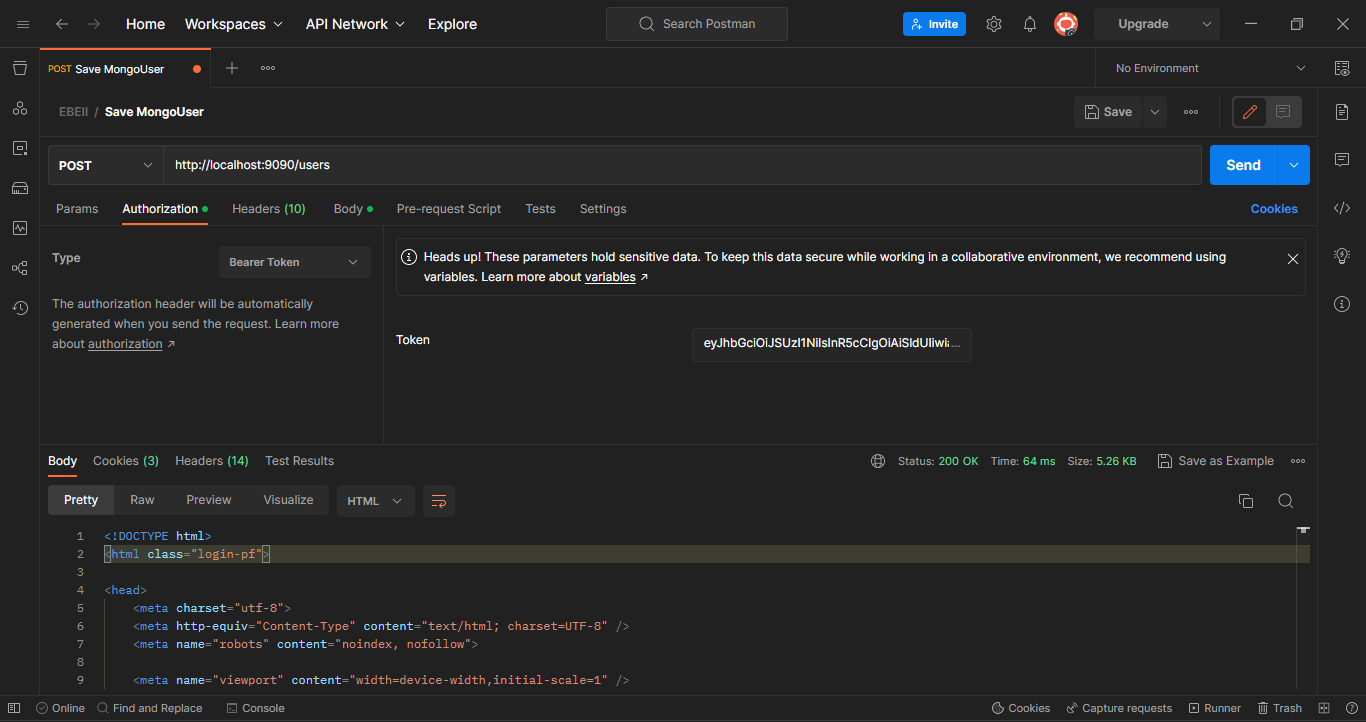 Home Workspaces API Network Explore Search Postman Invite Upgrade
POST Save MongoUser No Environment
EBEII / Save MongoUser Save
POST http://localhost:9090/users Send
Params Authorization Headers (10) Body Pre-request Script Tests Settings Cookies
Type Bearer Token
The authorization header will be automatically
generated when you send the request. Learn more
about authorization ↗
Heads up! These parameters hold sensitive data. To keep this data secure while working in a collaborative environment, we recommend using
variables. Learn more about variables ↗
Token
Body Cookies (3) Headers (14) Test Results Status: 200 OK Time: 64 ms Size: 5.26 KB Save as Example
Pretty Raw Preview Visualize HTML
1 <!DOCTYPE html>
2 <html class="login-pf">
3
4 <head>
5 <meta charset="utf-8">
6 <meta http-equiv="Content-Type" content="text/html; charset=UTF-8" />
7 <meta name="robots" content="noindex, nofollow">
8
9 <meta name="viewport" content="width=device-width,initial-scale=1" />
Online Find and Replace Console Cookies Capture requests Runner Trash